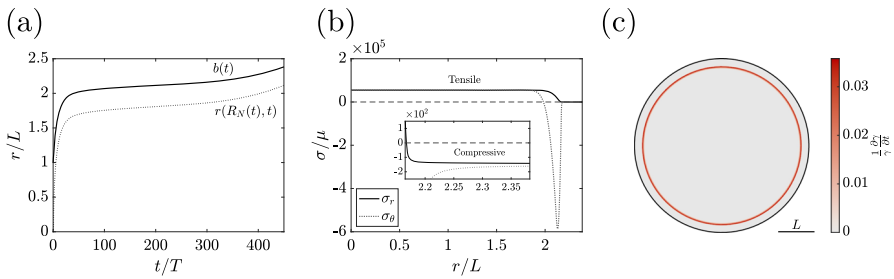 (a)
2.5
2
1.5
1
0.5
0
0 100 200 300 400
r/L
t/T
b(t)
r(R_N(t), t)
(b)
×10^5
2
0
-2
-4
-6
0 0.5 1 1.5 2
σ/μ
r/L
Tensile
×10^2
1
0
-1
-2
2.2 2.25 2.3 2.35
Compressive
σ_r
σ_θ
(c)
L
0.03
0.02
0.01
0
1/γ ∂γ/∂t